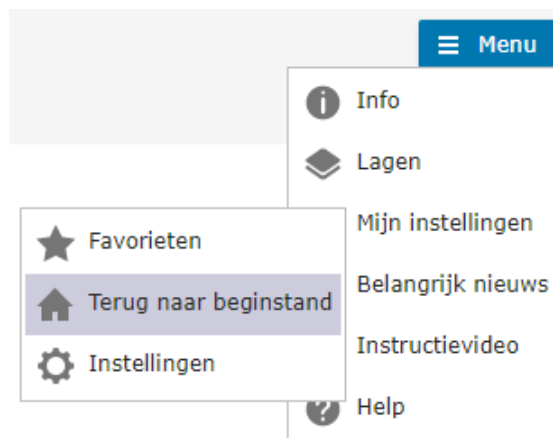 Menu
Info
Lagen
Mijn instellingen
Belangrijk nieuws
Instructievideo
Help
Favorieten
Terug naar beginstand
Instellingen